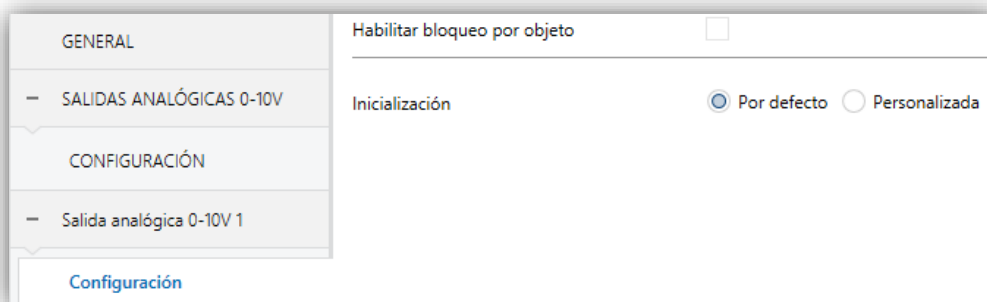 GENERAL
SALIDAS ANALÓGICAS 0-10V
CONFIGURACIÓN
Salida analógica 0-10V 1
Configuración
Habilitar bloqueo por objeto
Inicialización
Por defecto Personalizada